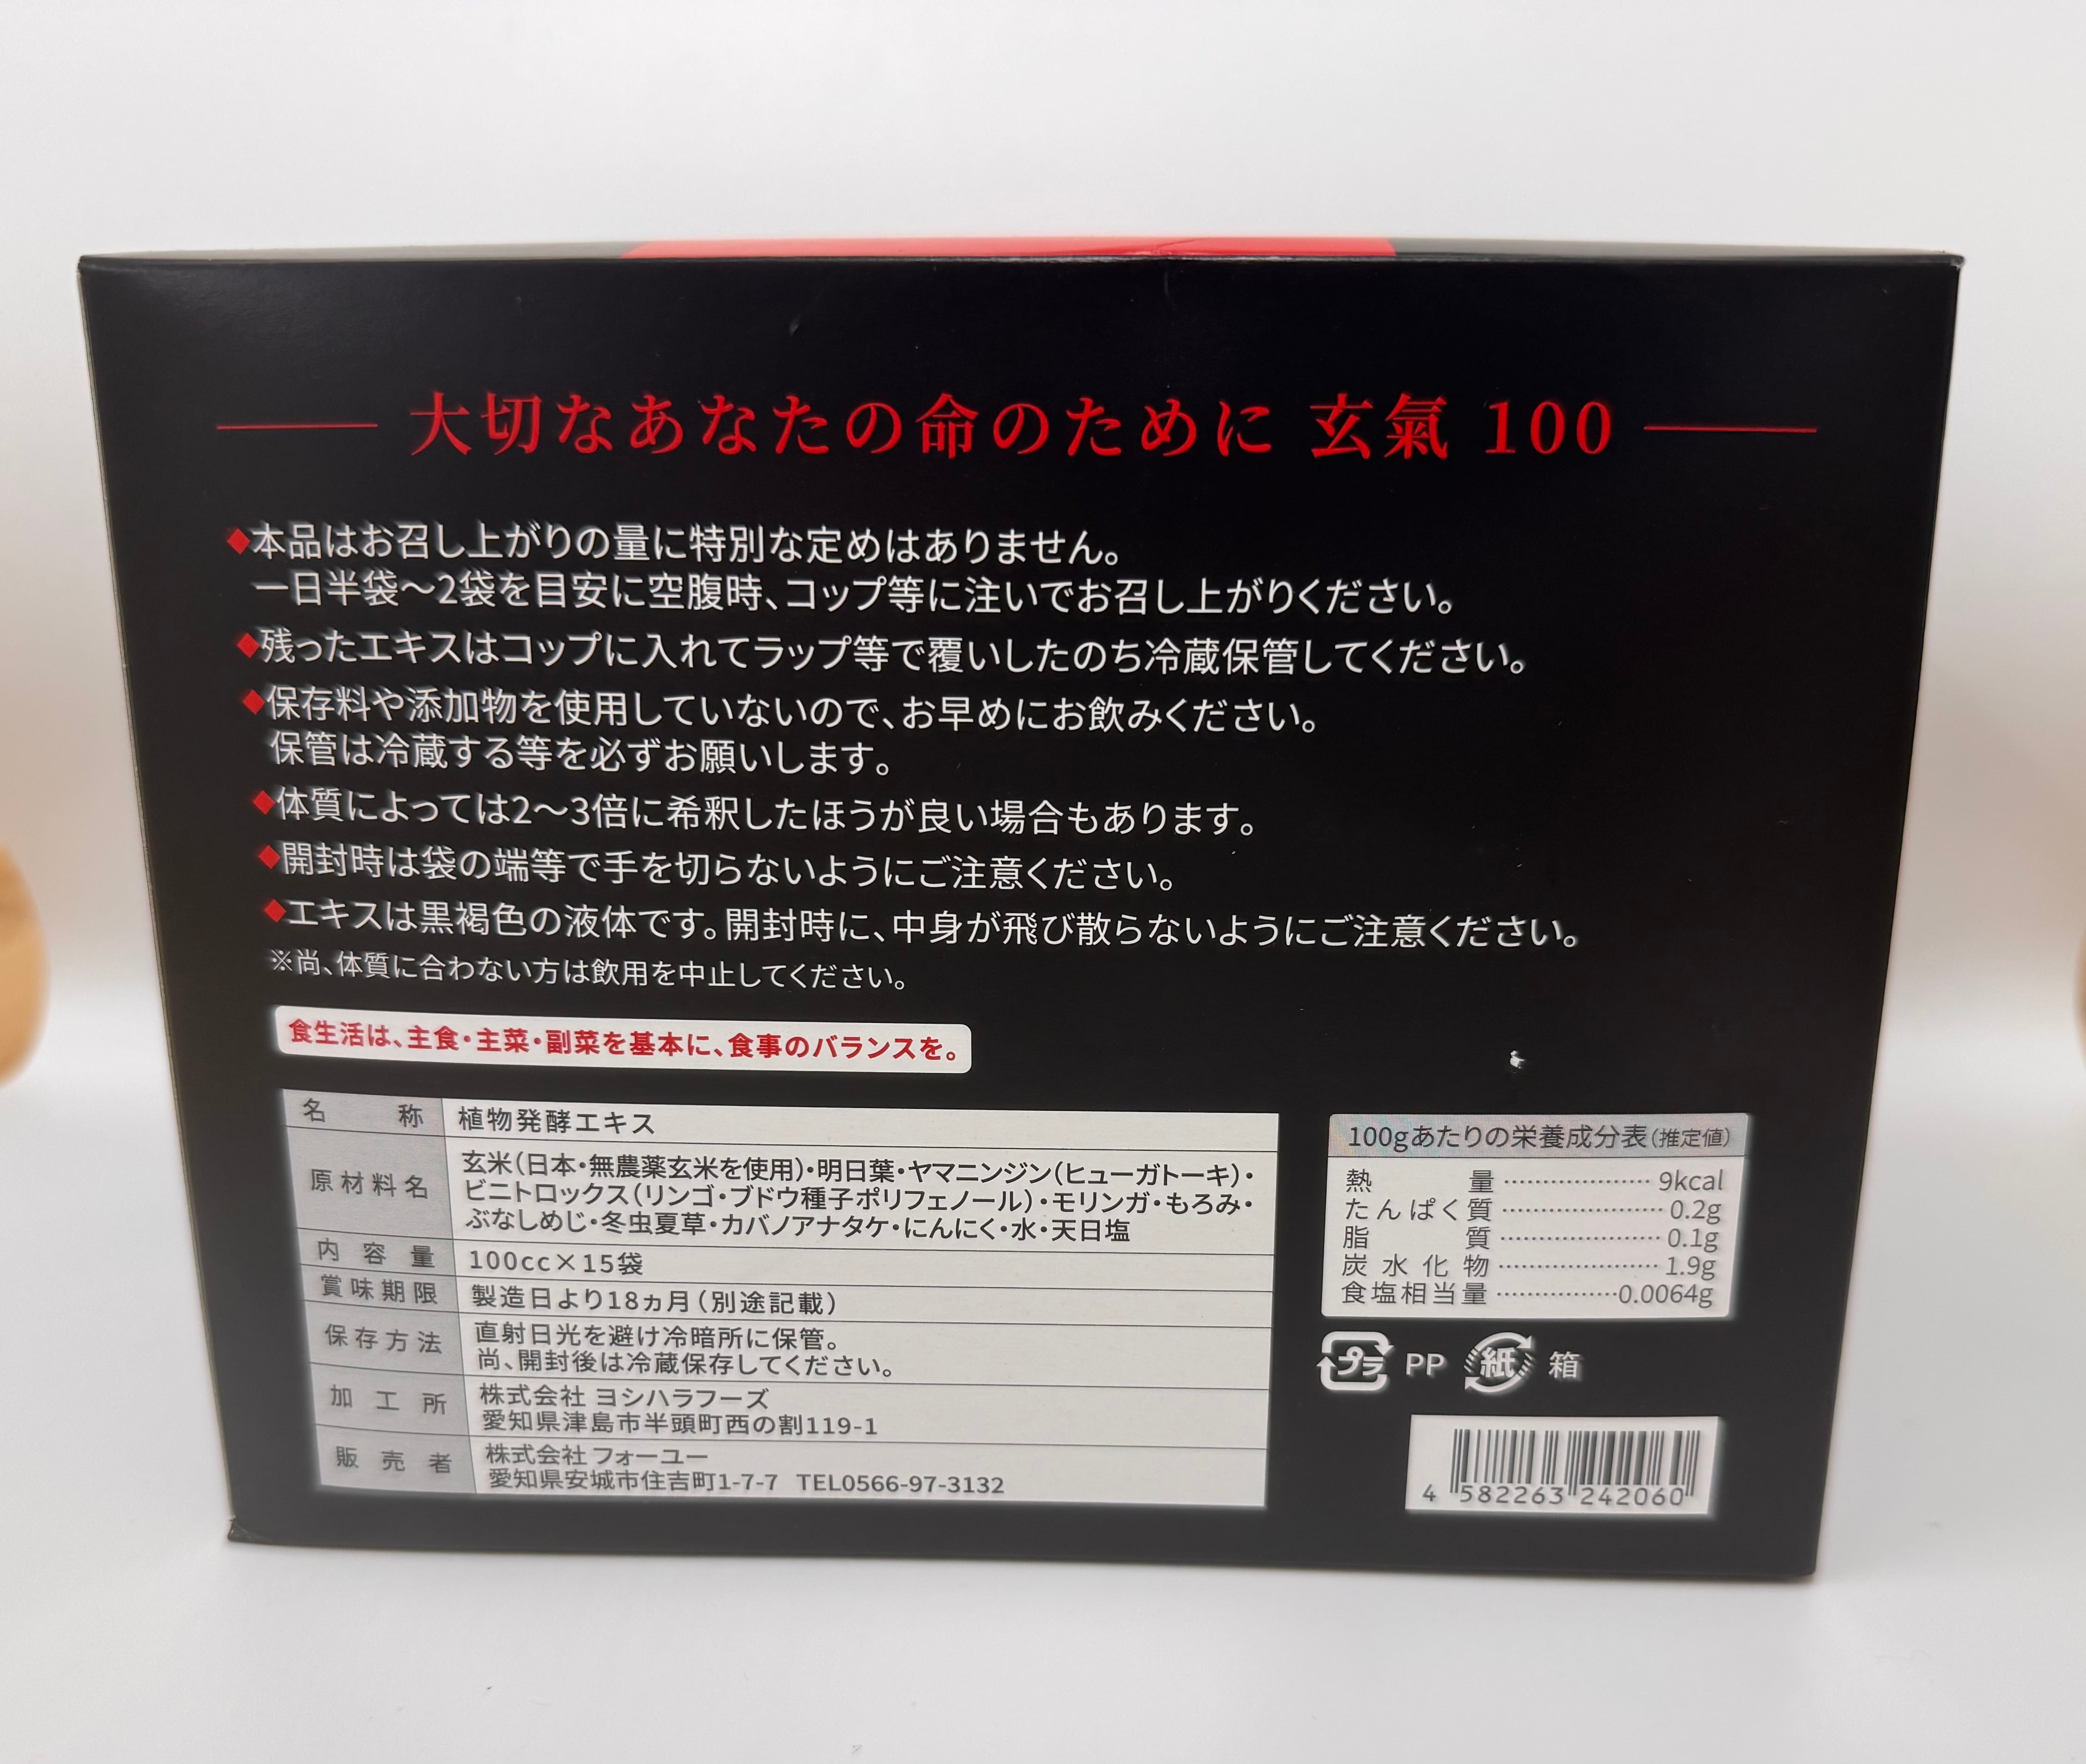 大切なあなたの命のために 玄氣 100
◆本品はお召し上がりの量に特別な定めはありません。
一日半袋～2袋を目安に空腹時、コップ等に注いでお召し上がりください。
◆残ったエキスはコップに入れてラップ等で覆いしたのち冷蔵保管してください。
◆保存料や添加物を使用していないので、お早めにお飲みください。
保管は冷蔵する等を必ずお願いします。
◆体質によっては2～3倍に希釈したほうが良い場合もあります。
◆開封時は袋の端等で手を切らないようにご注意ください。
◆エキスは黒褐色の液体です。開封時に、中身が飛び散らないようにご注意ください。
※尚、体質に合わない方は飲用を中止してください。
食生活は、主食・主菜・副菜を基本に、食事のバランスを。
名称 植物発酵エキス
原材料名 玄米（日本・無農薬玄米を使用）・明日葉・ヤマニンジン（ヒューガトーキ）・
ビニトロックス（リンゴ・ブドウ種子ポリフェノール）・モリンガ・もろみ・
ぶなしめじ・冬虫夏草・カバノアナタケ・にんにく・水・天日塩
内容量 100cc×15袋
賞味期限 製造日より18ヵ月（別途記載）
保存方法 直射日光を避け冷暗所に保管。
尚、開封後は冷蔵保存してください。
加工所 株式会社 ヨシハラフーズ
愛知県津島市半頭町西の割119-1
販売者 株式会社 フォーユー
愛知県安城市住吉町1-7-7 TEL0566-97-3132
100gあたりの栄養成分表（推定値）
熱量 ………………… 9kcal
たんぱく質 ………………… 0.2g
脂質 ………………… 0.1g
炭水化物 ………………… 1.9g
食塩相当量 ……………0.0064g
プラ PP 紙 箱
4 582263 242060